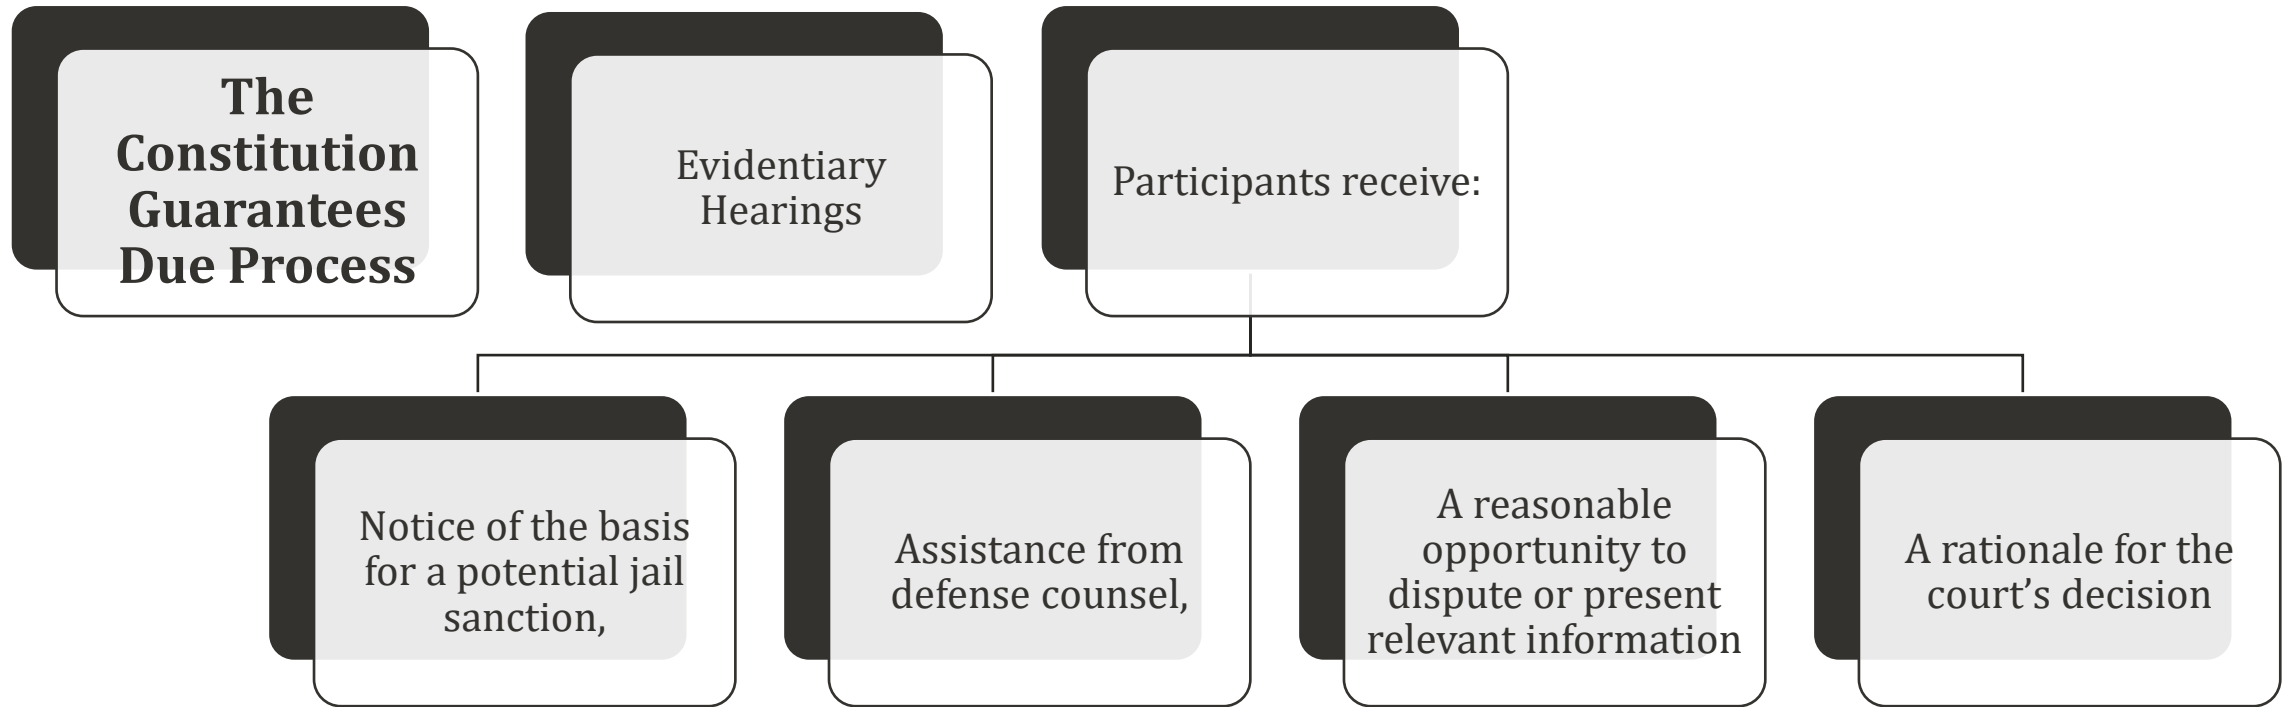 The
Constitution
Guarantees
Due Process
Evidentiary
Hearings
Participants receive:
Notice of the basis
for a potential jail
sanction,
Assistance from
defense counsel,
A reasonable
opportunity to
dispute or present
relevant information
A rationale for the
court’s decision